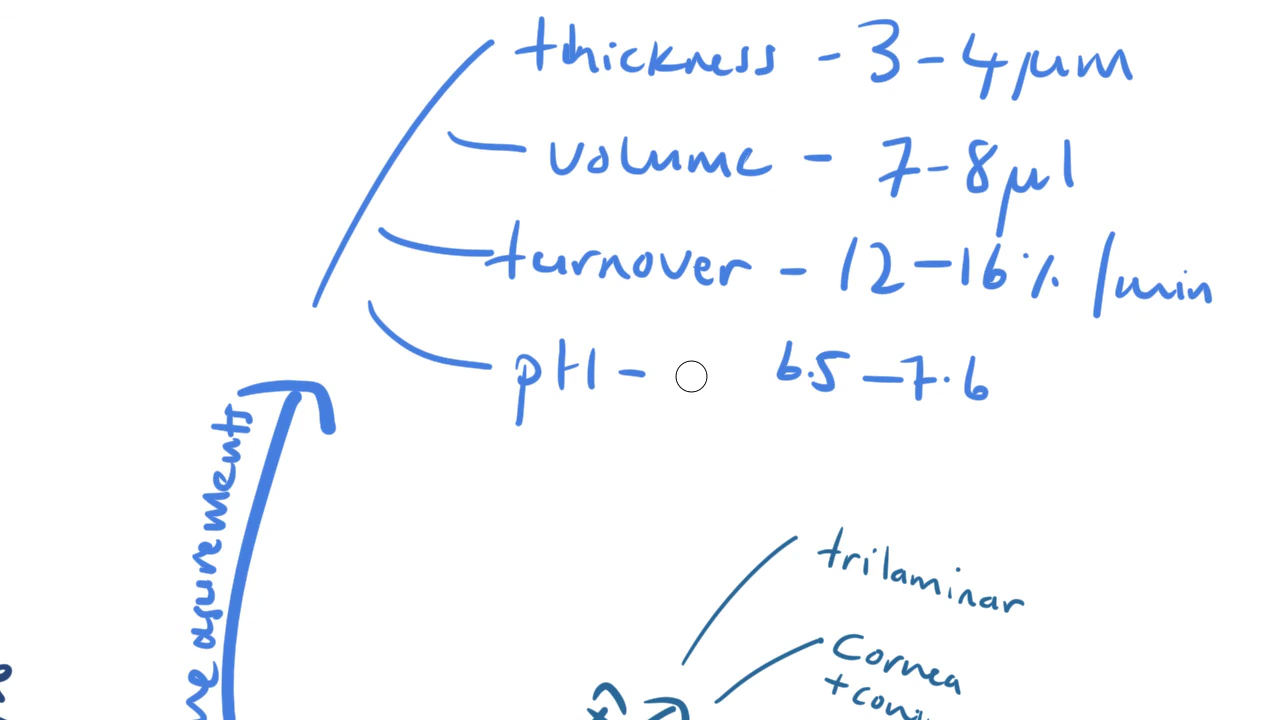 thickness - 3-4µm
volume - 7-8µl
turnover - 12-16% /min
pH - 6.5-7.6
trilaminar
Cornea